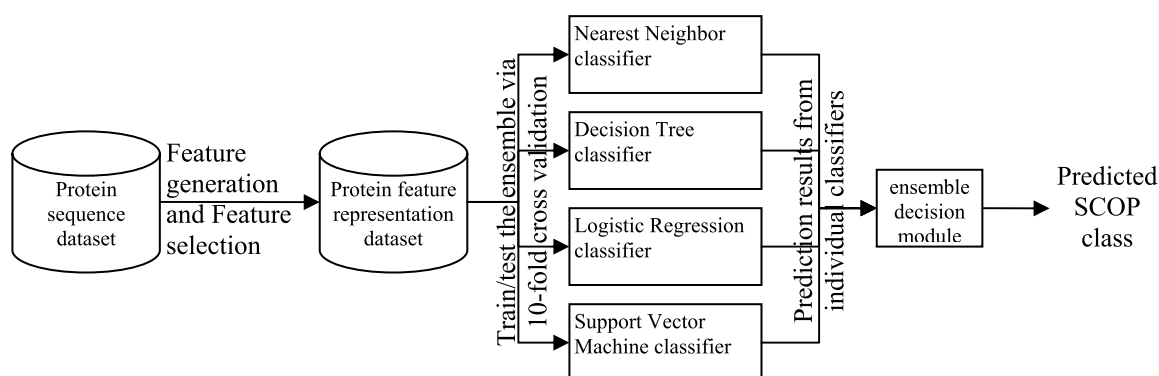 Protein
sequence
dataset
Feature
generation
and Feature
selection
Protein feature
representation
dataset
Train/test the ensemble via
10-fold cross validation
Nearest Neighbor
classifier
Decision Tree
classifier
Logistic Regression
classifier
Support Vector
Machine classifier
Prediction results from
individual classifiers
ensemble
decision
module
Predicted
SCOP
class